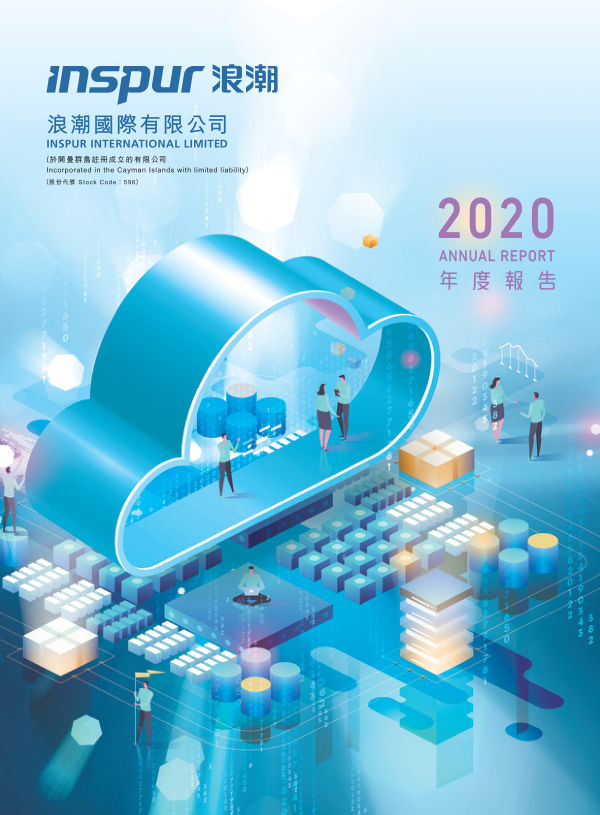 inspur 浪潮
浪潮國際有限公司
INSPUR INTERNATIONAL LIMITED
(於開曼群島註冊成立的有限公司
Incorporated in the Cayman Islands with limited liability)
(股份代號 Stock Code : 596)
2020
ANNUAL REPORT
年度報告